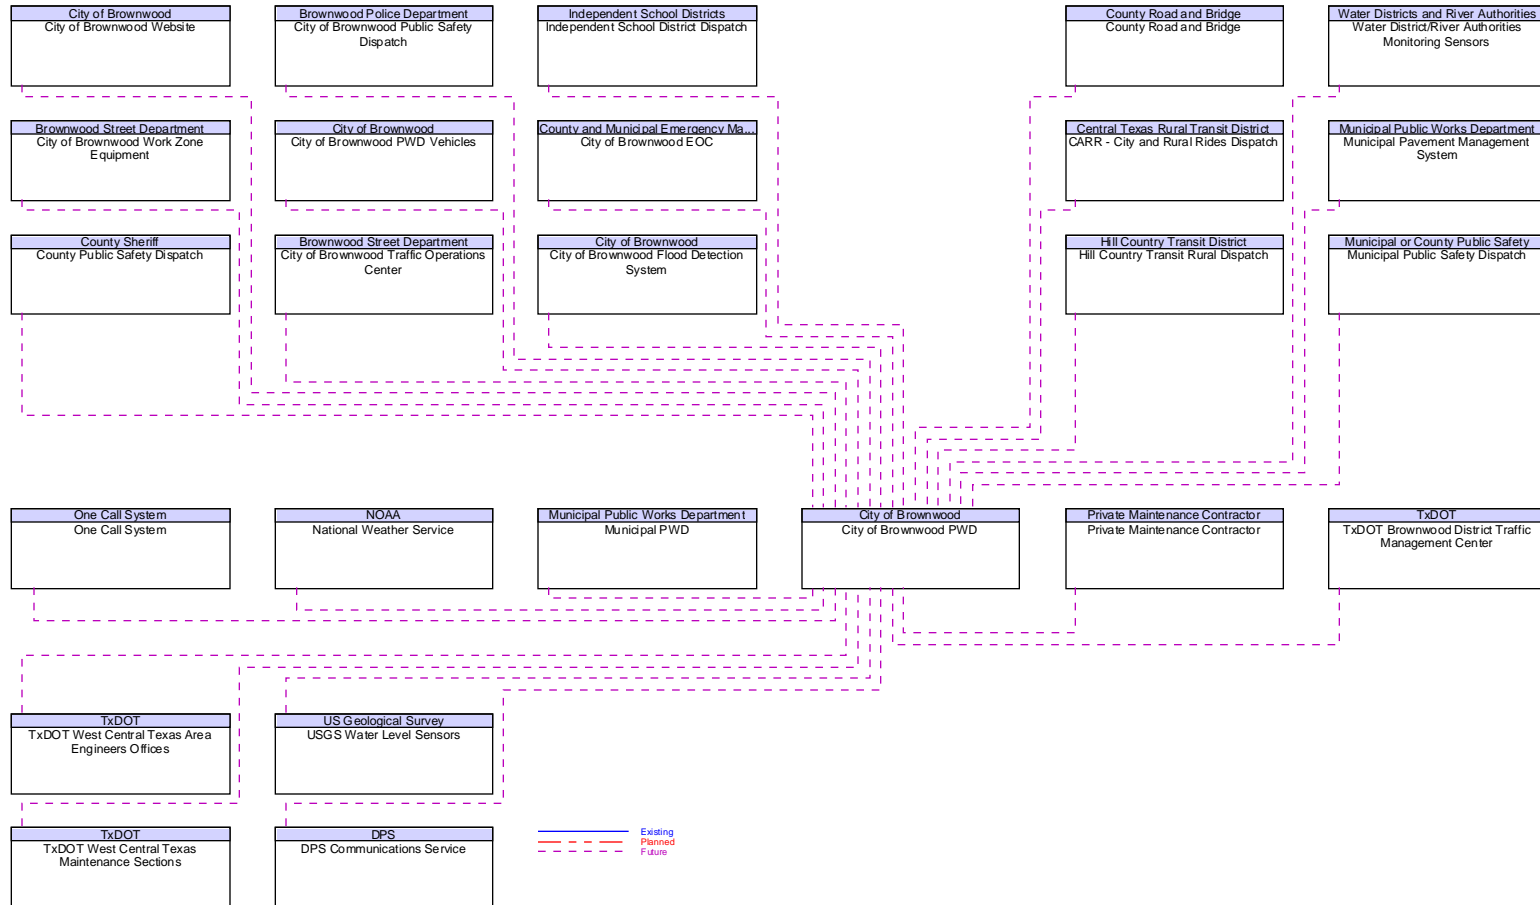 City of Brownwood
City of Brownwood Website
Brownwood Police Department
City of Brownwood Public Safety
Dispatch
Independent School Districts
Independent School District Dispatch
County Road and Bridge
County Road and Bridge
Water Districts and River Authorities
Water District/River Authorities
Monitoring Sensors
Brownwood Street Department
City of Brownwood Work Zone
Equipment
City of Brownwood
City of Brownwood PWD Vehicles
County and Municipal Emergency Ma...
City of Brownwood EOC
Central Texas Rural Transit District
CARR - City and Rural Rides Dispatch
Municipal Public Works Department
Municipal Pavement Management
System
County Sheriff
County Public Safety Dispatch
Brownwood Street Department
City of Brownwood Traffic Operations
Center
City of Brownwood
City of Brownwood Flood Detection
System
Hill Country Transit District
Hill Country Transit Rural Dispatch
Municipal or County Public Safety
Municipal Public Safety Dispatch
One Call System
One Call System
NOAA
National Weather Service
Municipal Public Works Department
Municipal PWD
City of Brownwood
City of Brownwood PWD
Private Maintenance Contractor
Private Maintenance Contractor
TxDOT
TxDOT Brownwood District Traffic
Management Center
TxDOT
TxDOT West Central Texas Area
Engineers Offices
US Geological Survey
USGS Water Level Sensors
TxDOT
TxDOT West Central Texas
Maintenance Sections
DPS
DPS Communications Service
Existing
Planned
Future